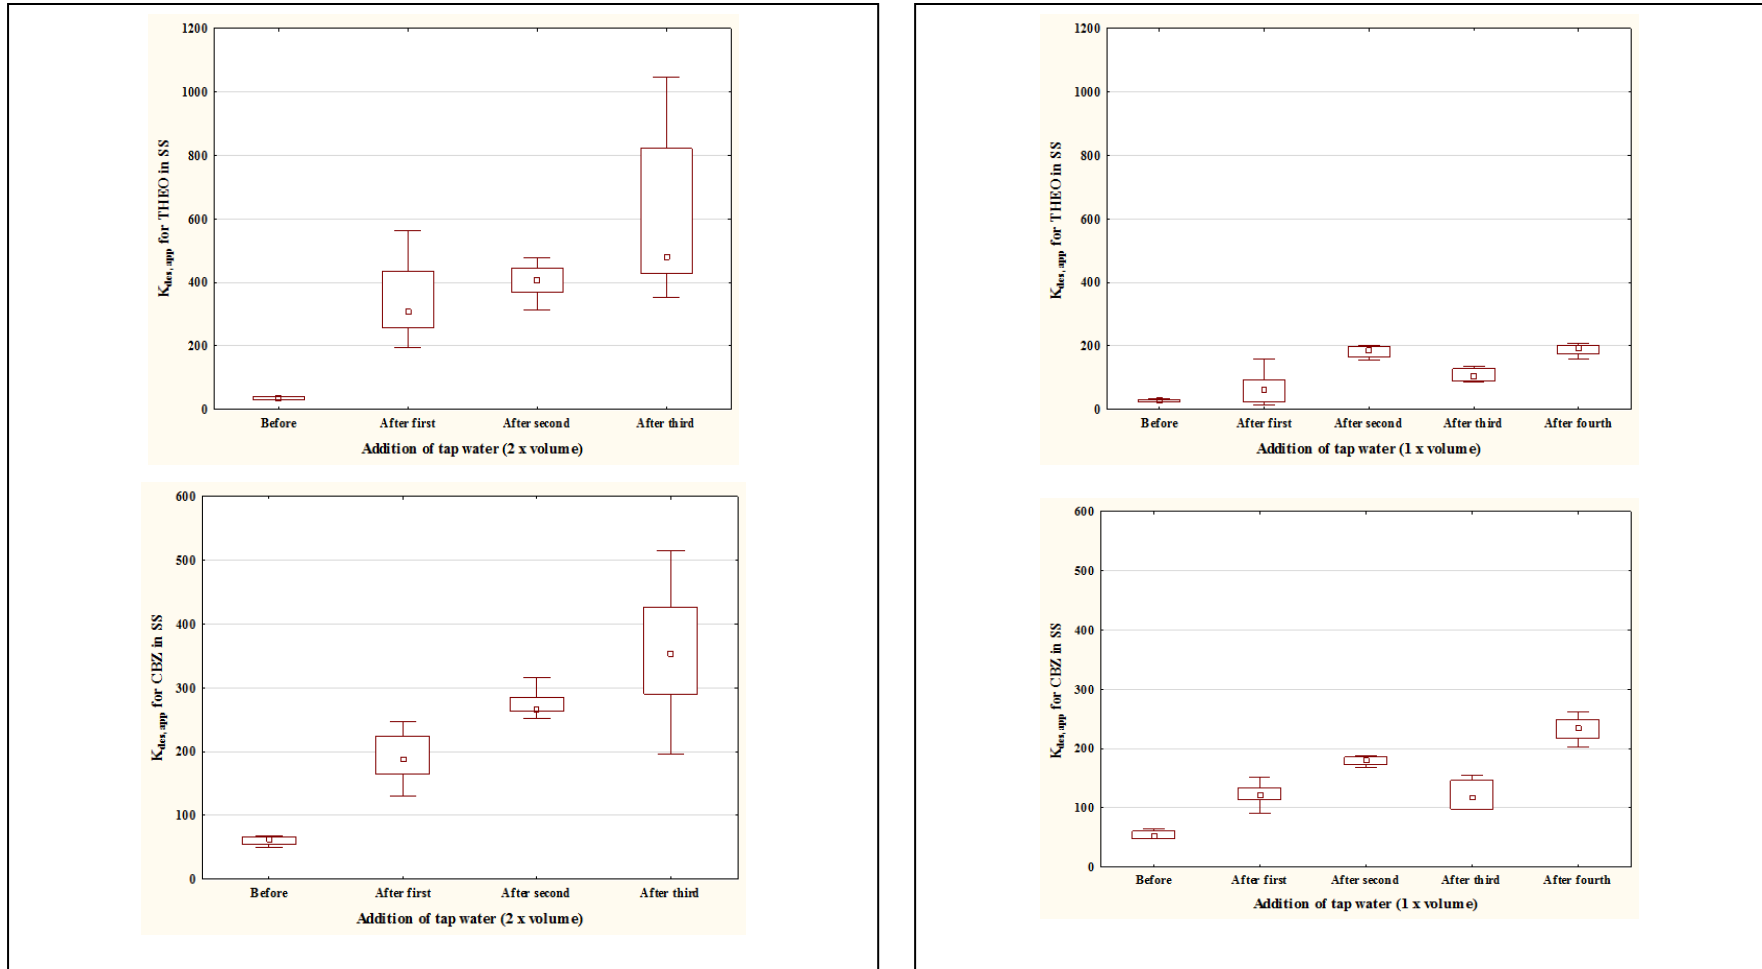 1200
1000
800
600
400
200
0
K des, app for THEO in SS
Before After first After second After third
Addition of tap water (2 x volume)
600
500
400
300
200
100
0
K des, app for CBZ in SS
Before After first After second After third
Addition of tap water (2 x volume)
1200
1000
800
600
400
200
0
K des, app for THEO in SS
Before After first After second After third After fourth
Addition of tap water (1 x volume)
600
500
400
300
200
100
0
K des, app for CBZ in SS
Before After first After second After third After fourth
Addition of tap water (1 x volume)